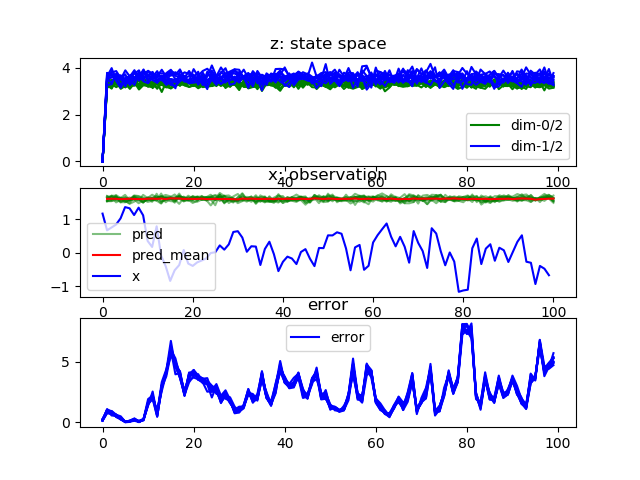 z: state space
4
2
0
dim-0/2
dim-1/2
0 20 40 60 80 100
x: observation
1
0
−1
pred
pred_mean
x
0 20 40 60 80 100
error
5
0
error
0 20 40 60 80 100